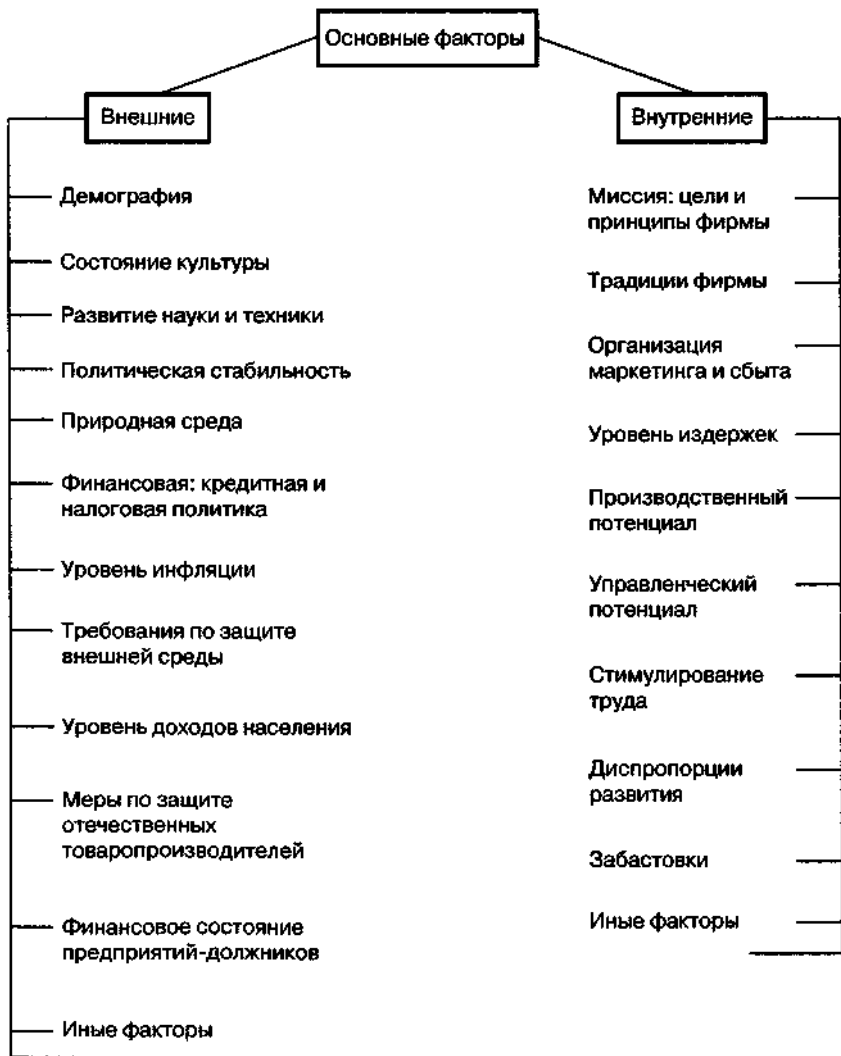 Основные факторы
Внешние
Демография
Состояние культуры
Развитие науки и техники
Политическая стабильность
Природная среда
Финансовая: кредитная и
налоговая политика
Уровень инфляции
Требования по защите
внешней среды
Уровень доходов населения
Меры по защите
отечественных
товаропроизводителей
Финансовое состояние
предприятий-должников
Иные факторы
Внутренние
Миссия: цели и
принципы фирмы
Традиции фирмы
Организация
маркетинга и сбыта
Уровень издержек
Производственный
потенциал
Управленческий
потенциал
Стимулирование
труда
Диспропорции
развития
Забастовки
Иные факторы